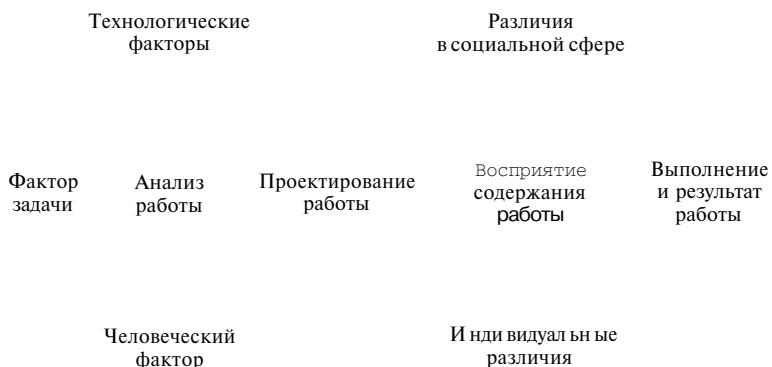 Технологические
факторы
Различия
в социальной сфере
Фактор
задачи
Анализ
работы
Проектирование
работы
Восприятие
содержания
работы
Выполнение
и результат
работы
Человеческий
фактор
И нди видуал ьн ые
различия